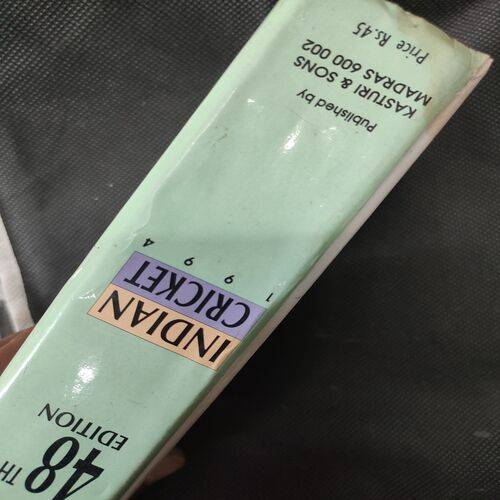 48TH
EDITION
INDIAN
CRICKET
1994
Published by
KASTURI & SONS
MADRAS 600 002
Price Rs.45